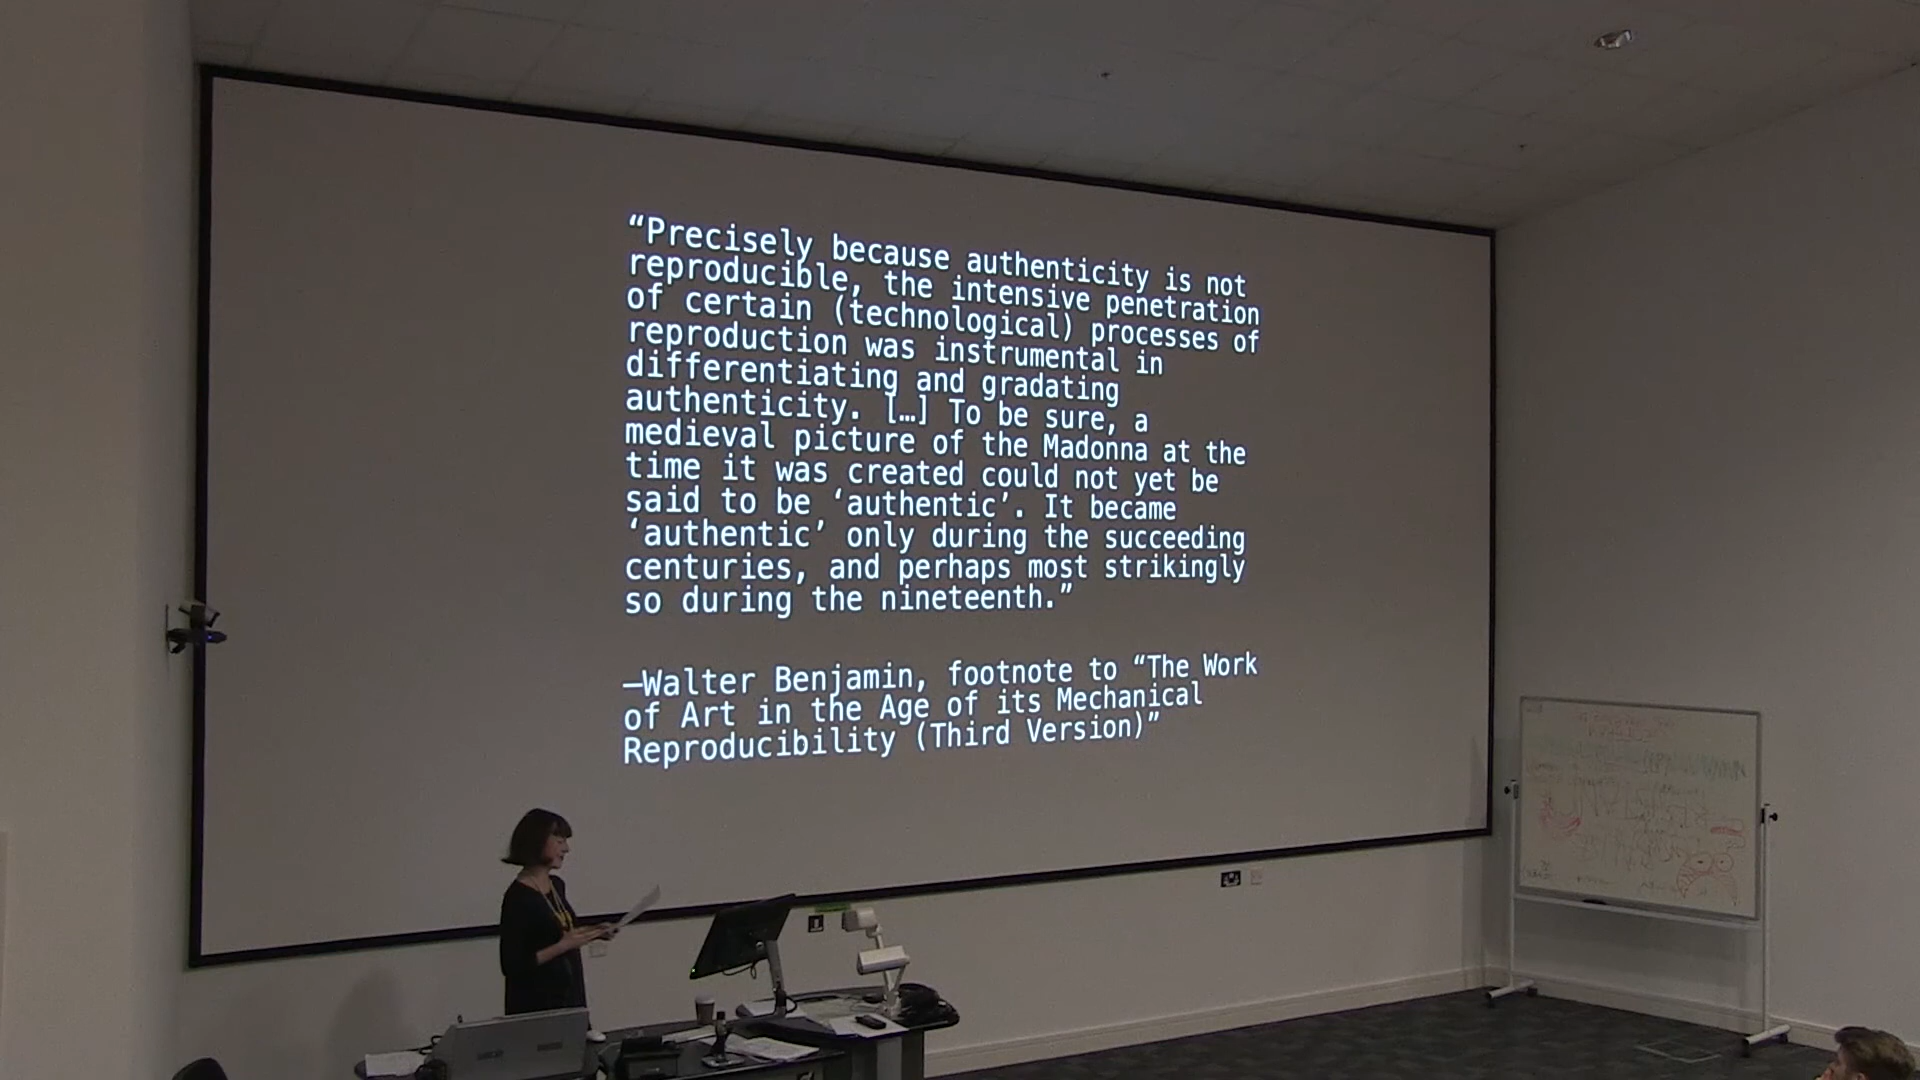 “Precisely because authenticity is not
reproducible, the intensive penetration
of certain (technological) processes of
reproduction was instrumental in
differentiating and gradating
authenticity. […] To be sure, a
medieval picture of the Madonna at the
time it was created could not yet be
said to be ‘authentic’. It became
‘authentic’ only during the succeeding
centuries, and perhaps most strikingly
so during the nineteenth.”
—Walter Benjamin, footnote to “The Work
of Art in the Age of its Mechanical
Reproducibility (Third Version)”